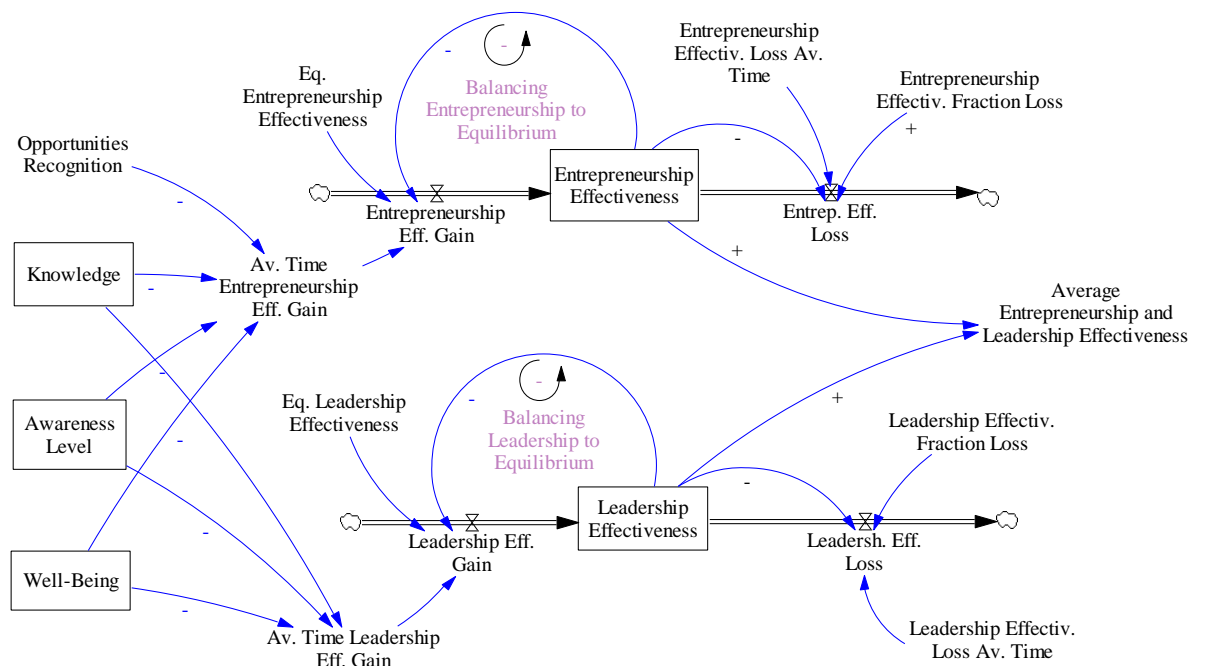 Entrepreneurship
Effectiv. Loss Av.
Time
-
-
Eq.
Entrepreneurship
Effectiveness
Balancing
Entrepreneurship to
Equilibrium
Entrepreneurship
Effectiv. Fraction Loss
+
-
Opportunities
Recognition
-
Entrepreneurship
Effectiveness
Entrepreneurship
Eff. Gain
Entrep. Eff.
Loss
+
Knowledge
-
Av. Time
Entrepreneurship
Eff. Gain
Average
Entrepreneurship and
Leadership Effectiveness
-
-
-
+
Awareness
Level
-
Eq. Leadership
Effectiveness
Balancing
Leadership to
Equilibrium
Leadership Effectiv.
Fraction Loss
-
Leadership
Effectiveness
-
Leadership Eff.
Gain
Leadersh. Eff.
Loss
Well-Being
-
Av. Time Leadership
Eff. Gain
Leadership Effectiv.
Loss Av. Time